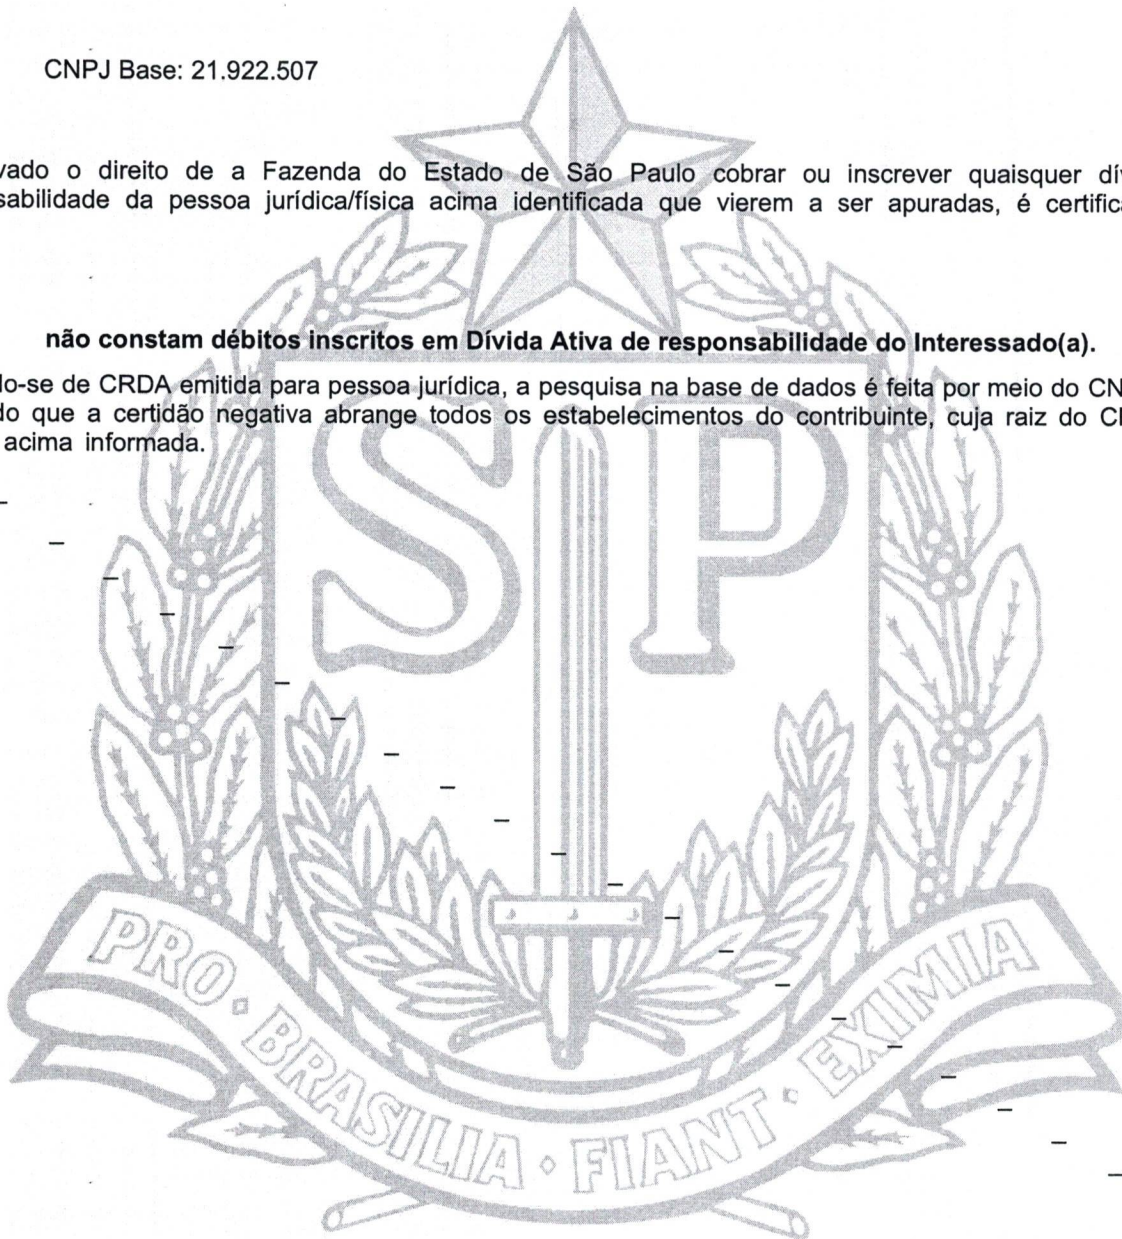 CNPJ Base: 21.922.507
vado o direito de a Fazenda do Estado de São Paulo cobrar ou inscrever quaisquer dív
sabilidade da pessoa jurídica/física acima identificada que vierem a ser apuradas, é certifica
não constam débitos inscritos em Dívida Ativa de responsabilidade do Interessado(a).
do-se de CRDA emitida para pessoa jurídica, a pesquisa na base de dados é feita por meio do CN
do que a certidão negativa abrange todos os estabelecimentos do contribuinte, cuja raiz do C
acima informada.
SP
PRO · BRASILIA · FIANT · EXIMIA